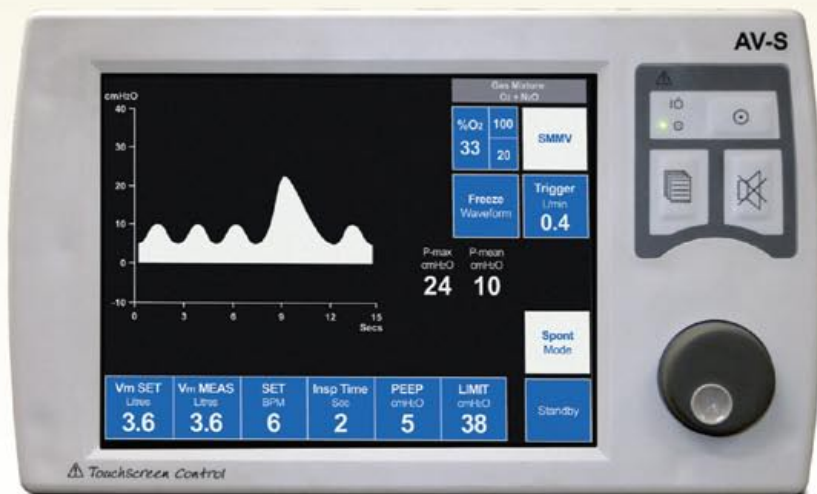 AV-S
Gas Mixture
O₂ + N₂O
cmH₂O
40
30
20
10
0
-10
0 3 6 9 12 15
Secs
%O₂ 100
33 20
SMMV
Freeze
Waveform
Trigger
L/min
0.4
P-max P-mean
cmH₂O cmH₂O
24 10
Spont
Mode
Vm SET Vm MEAS SET Insp Time PEEP LIMIT
Litres Litres BPM Sec cmH₂O cmH₂O
3.6 3.6 6 2 5 38
Standby
Touchscreen Control